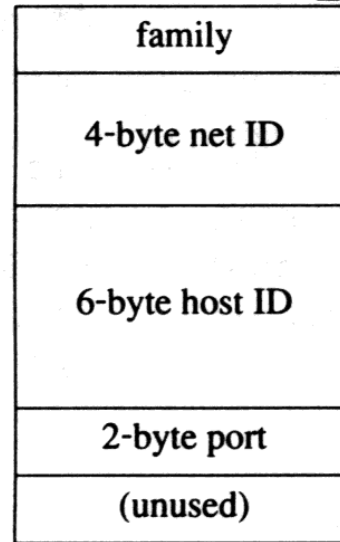 family
4-byte net ID
6-byte host ID
2-byte port
(unused)